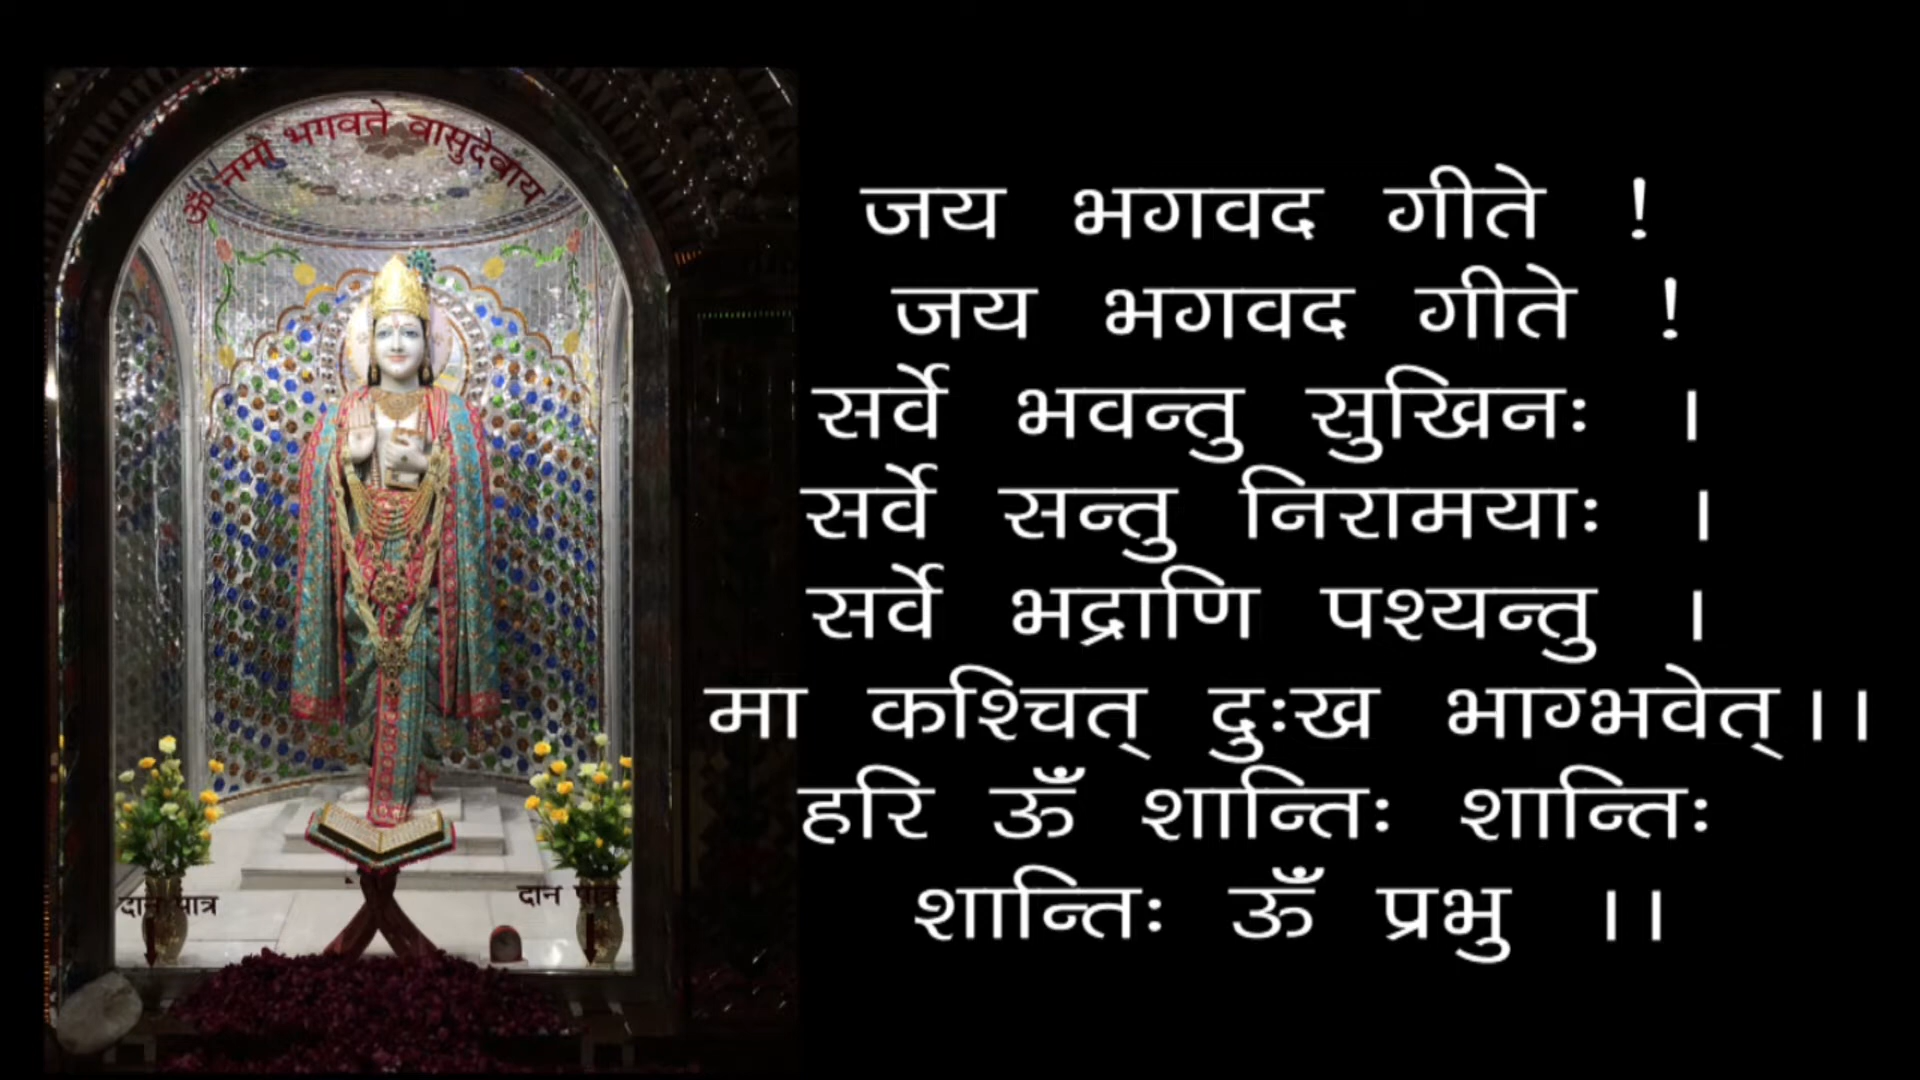 ॐ नमो भगवते वासुदेवाय
जय भगवद गीते !
जय भगवद गीते !
सर्वे भवन्तु सुखिनः ।
सर्वे सन्तु निरामयाः ।
सर्वे भद्राणि पश्यन्तु ।
मा कश्चित् दुःख भाग्भवेत्।।
हरि ऊँ शान्तिः शान्तिः
शान्तिः ऊँ प्रभु ।।
दान पात्र
दान पात्र